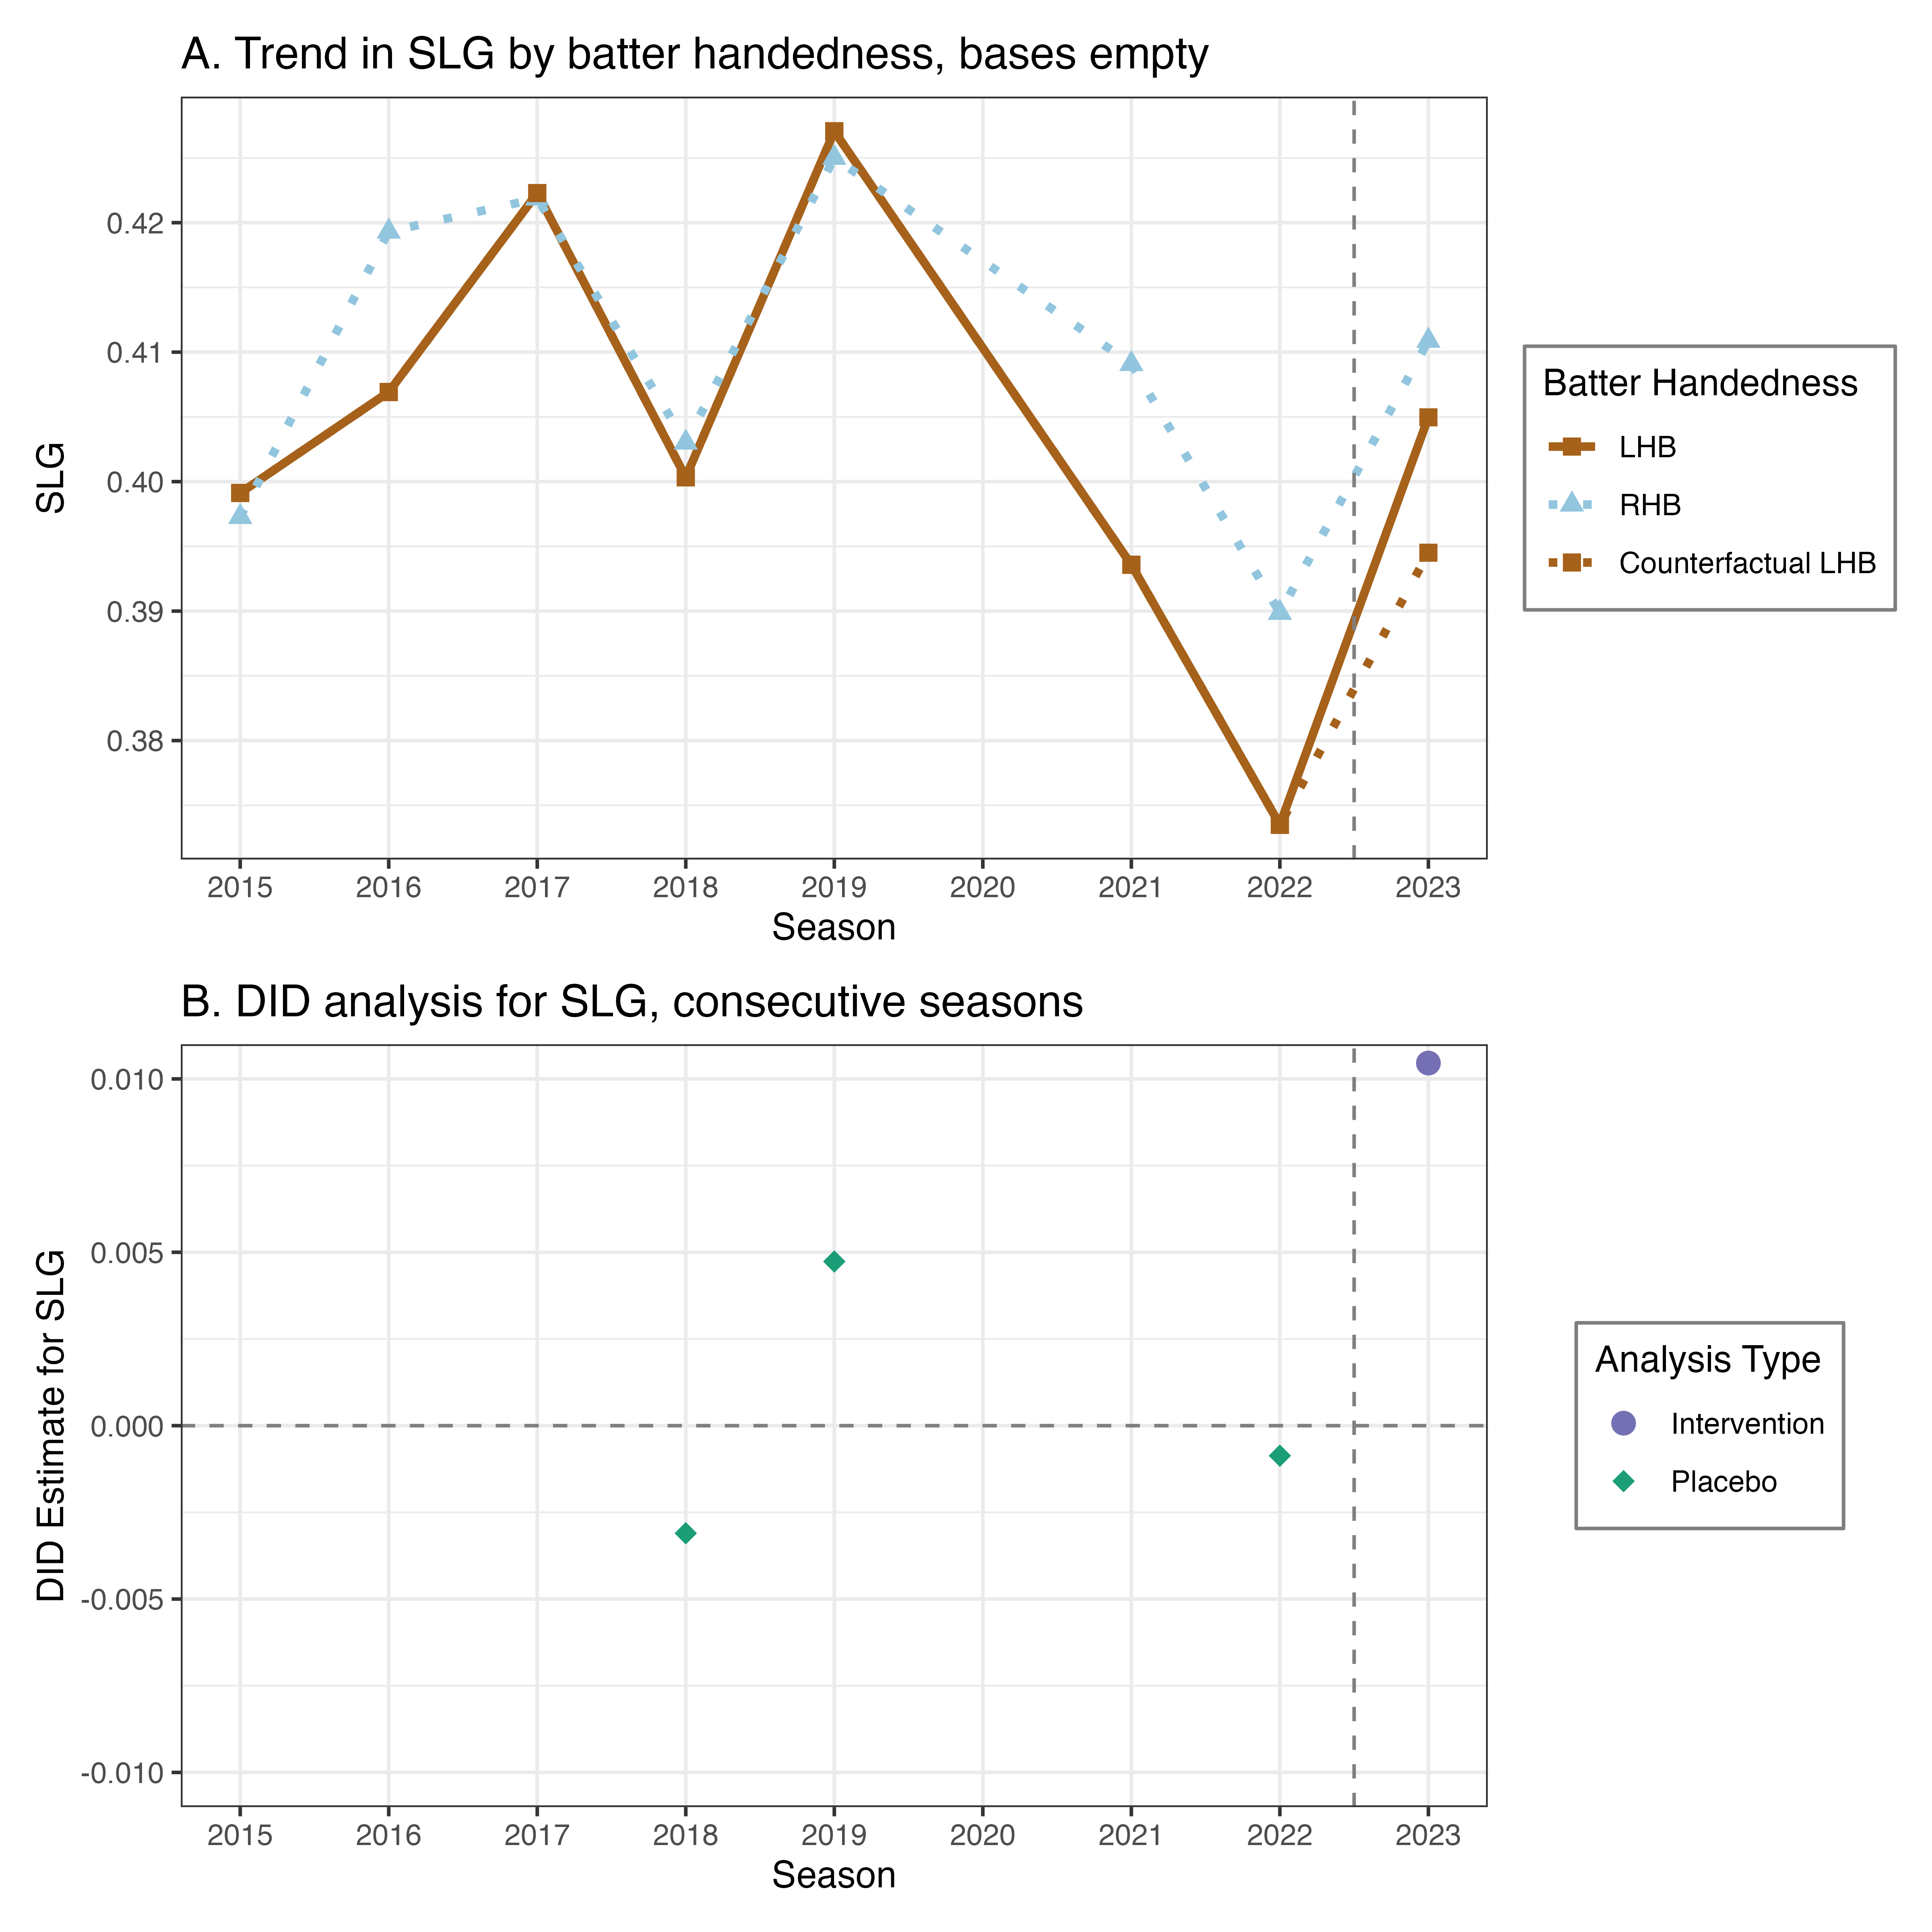 A. Trend in SLG by batter handedness, bases empty
SLG
0.42
0.41
0.40
0.39
0.38
2015 2016 2017 2018 2019 2020 2021 2022 2023
Season
Batter Handedness
LHB
RHB
Counterfactual LHB
B. DID analysis for SLG, consecutive seasons
DID Estimate for SLG
0.010
0.005
0.000
-0.005
-0.010
2015 2016 2017 2018 2019 2020 2021 2022 2023
Season
Analysis Type
Intervention
Placebo